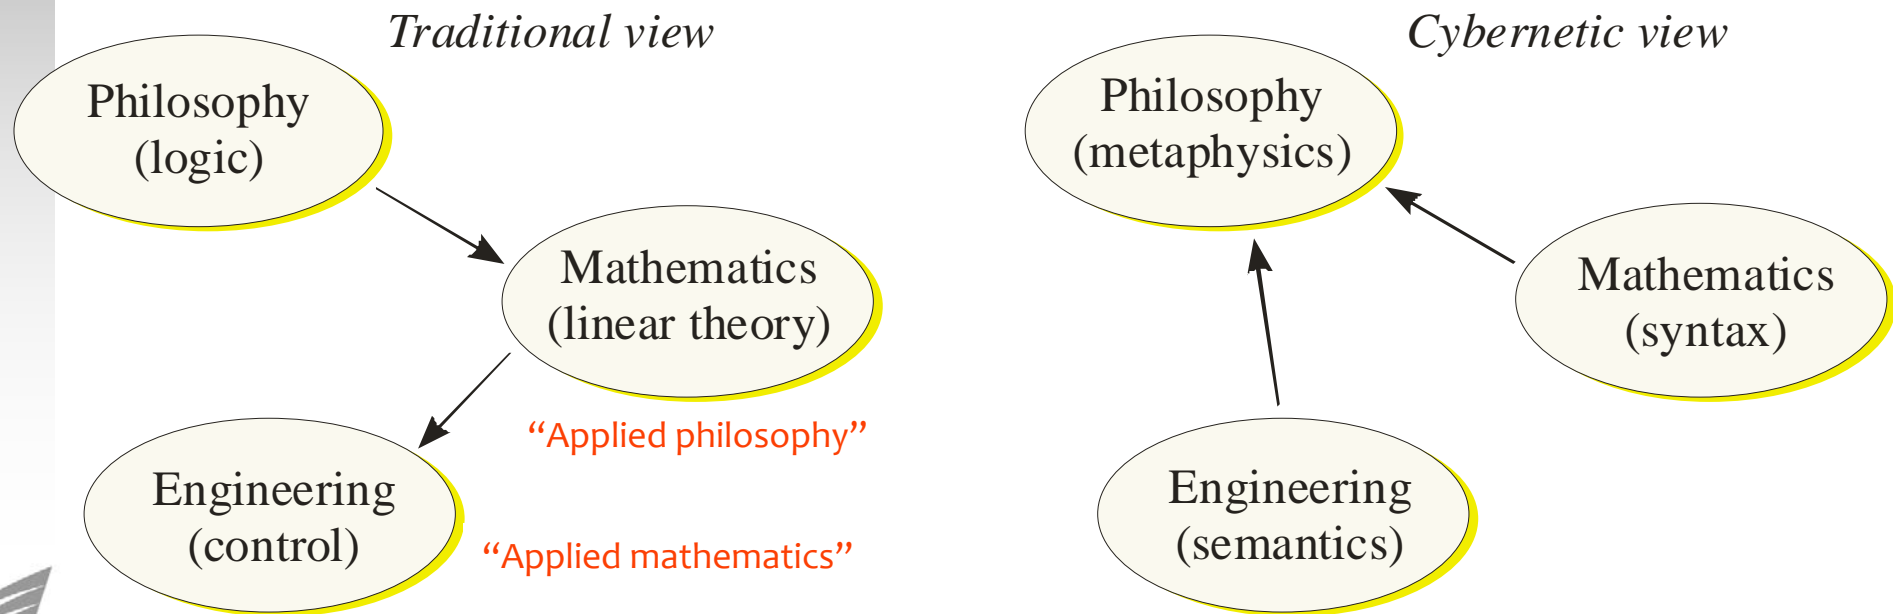 Traditional view
Philosophy
(logic)
Mathematics
(linear theory)
“Applied philosophy”
Engineering
(control)
“Applied mathematics”
Cybernetic view
Philosophy
(metaphysics)
Mathematics
(syntax)
Engineering
(semantics)